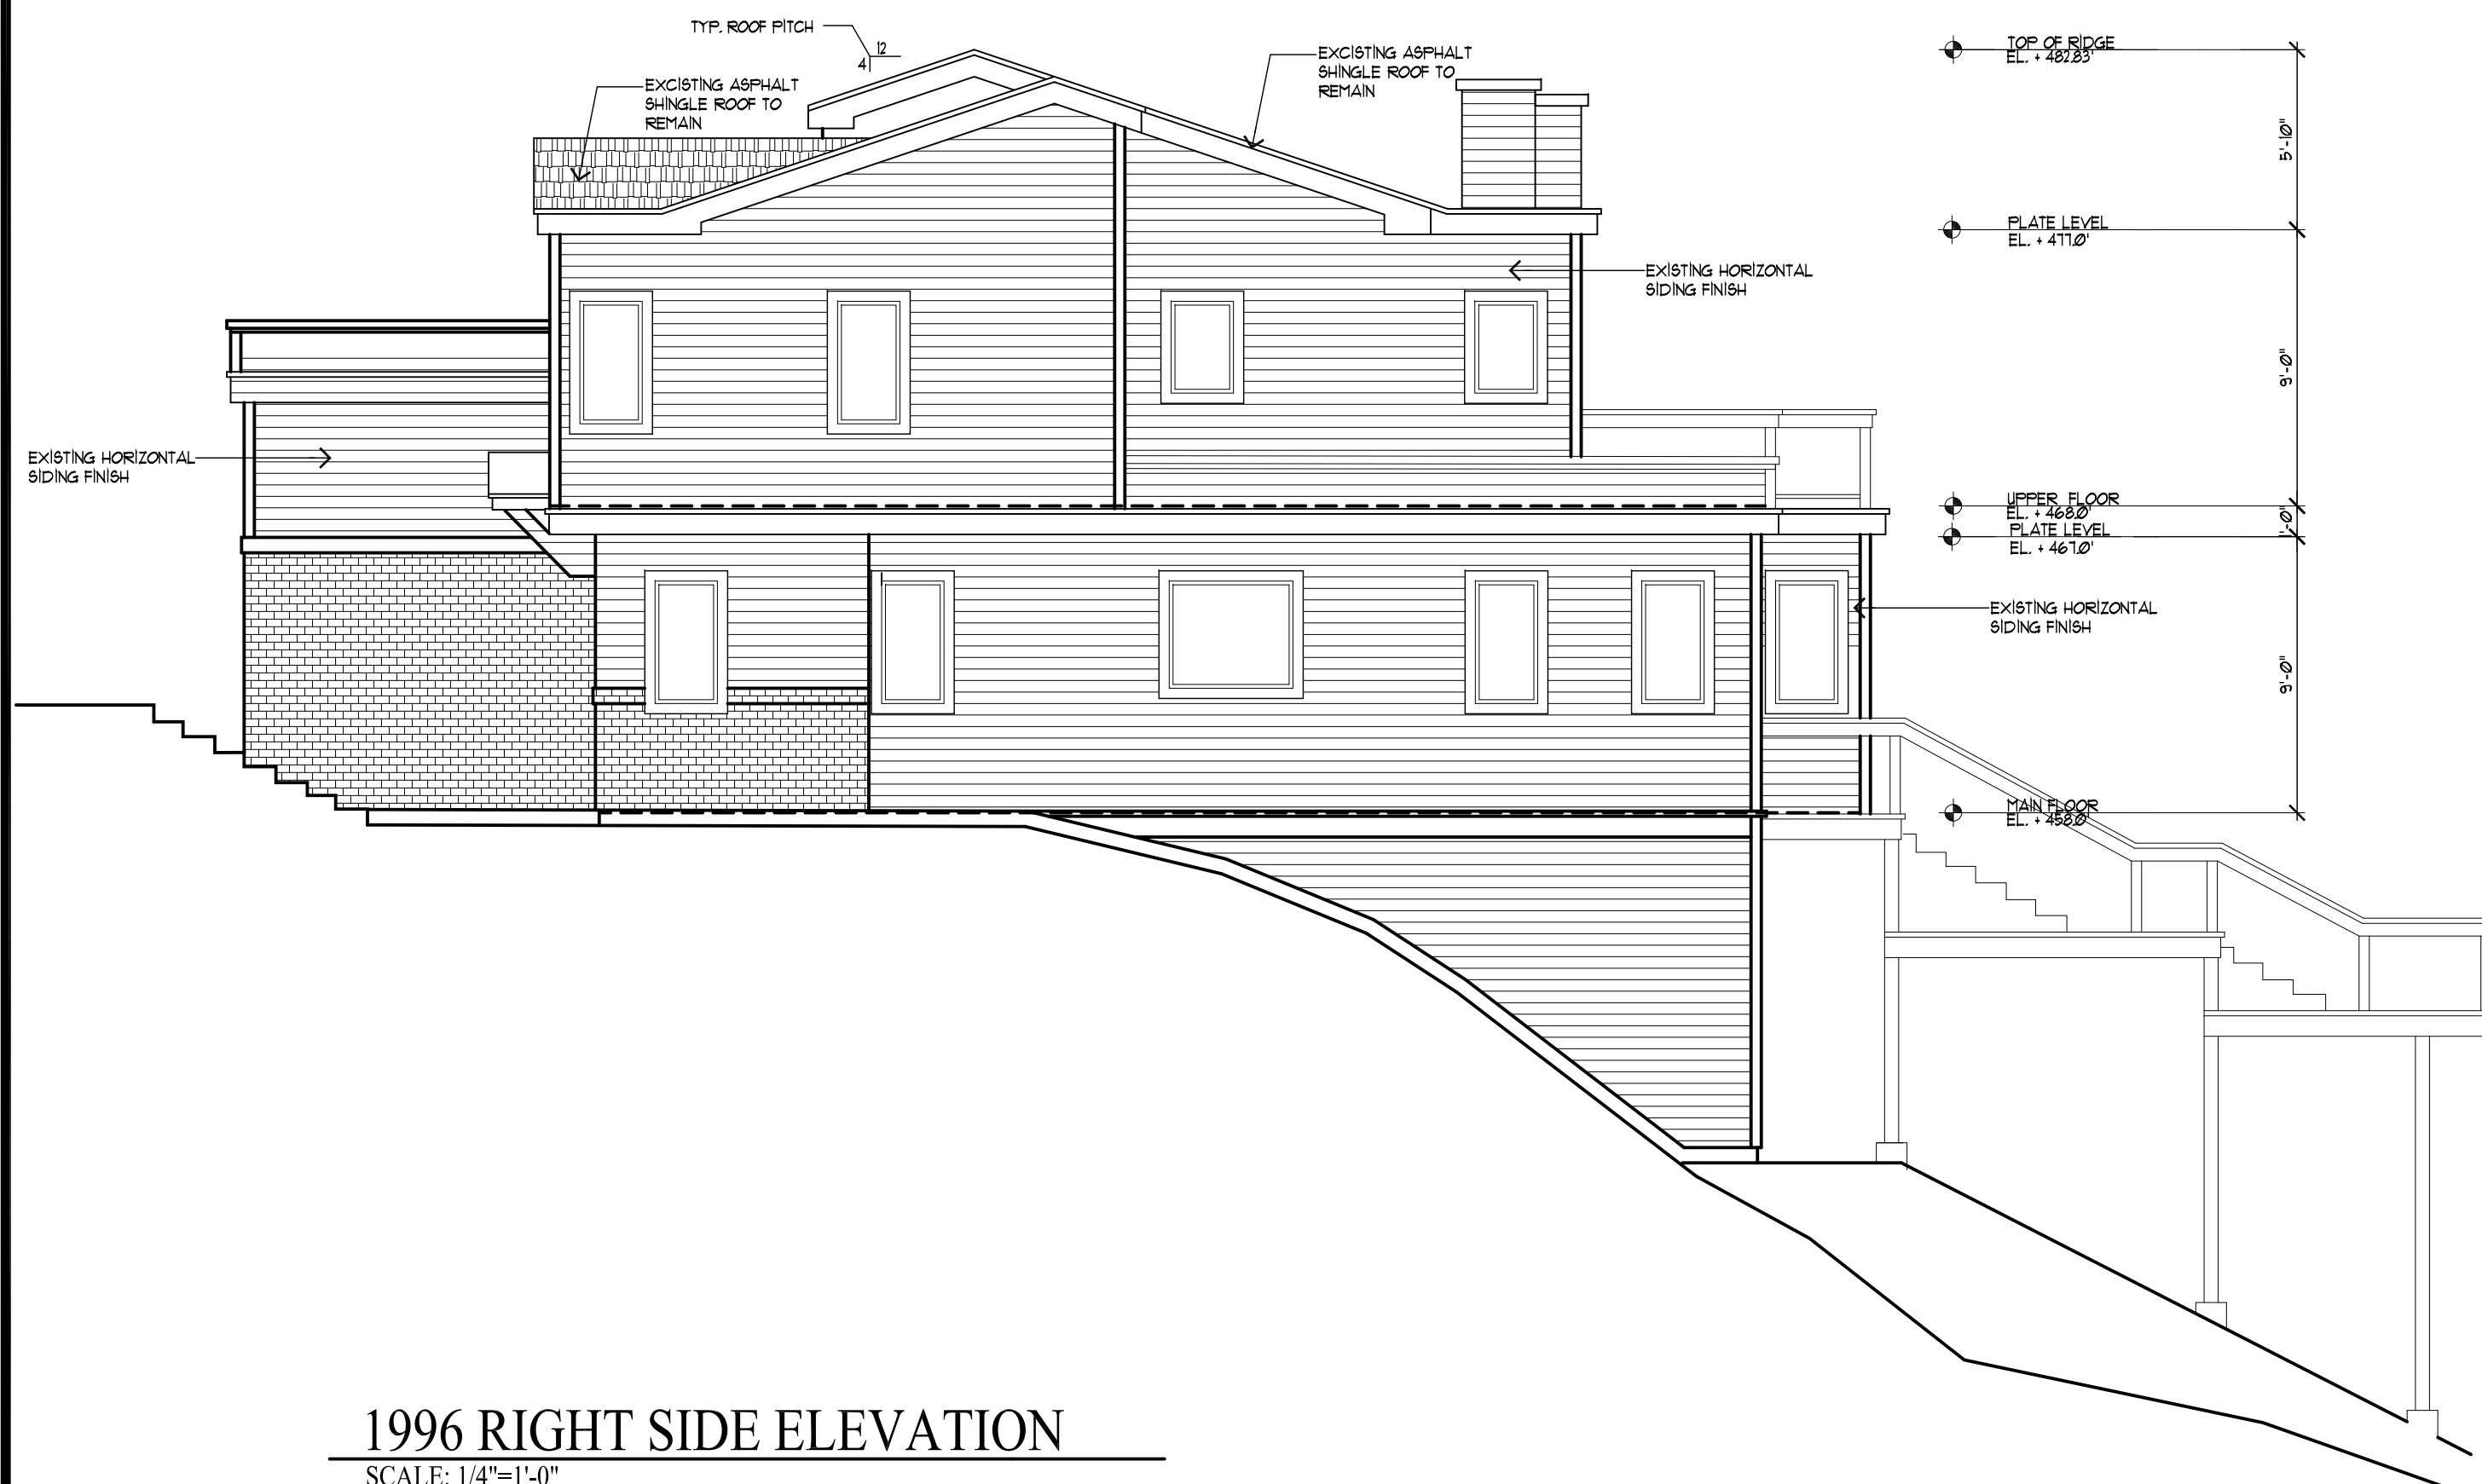 TYP. ROOF PITCH
12
4
EXCISTING ASPHALT
SHINGLE ROOF TO
REMAIN
EXCISTING ASPHALT
SHINGLE ROOF TO
REMAIN
TOP OF RIDGE
EL. + 482.83'
5'-10"
PLATE LEVEL
EL. + 477.0'
EXISTING HORIZONTAL
SIDING FINISH
9'-0"
EXISTING HORIZONTAL
SIDING FINISH
UPPER FLOOR
EL. + 468.0'
1'-0"
PLATE LEVEL
EL. + 467.0'
EXISTING HORIZONTAL
SIDING FINISH
9'-0"
MAIN FLOOR
EL. + 458.0'
1996 RIGHT SIDE ELEVATION
SCALE: 1/4"=1'-0"